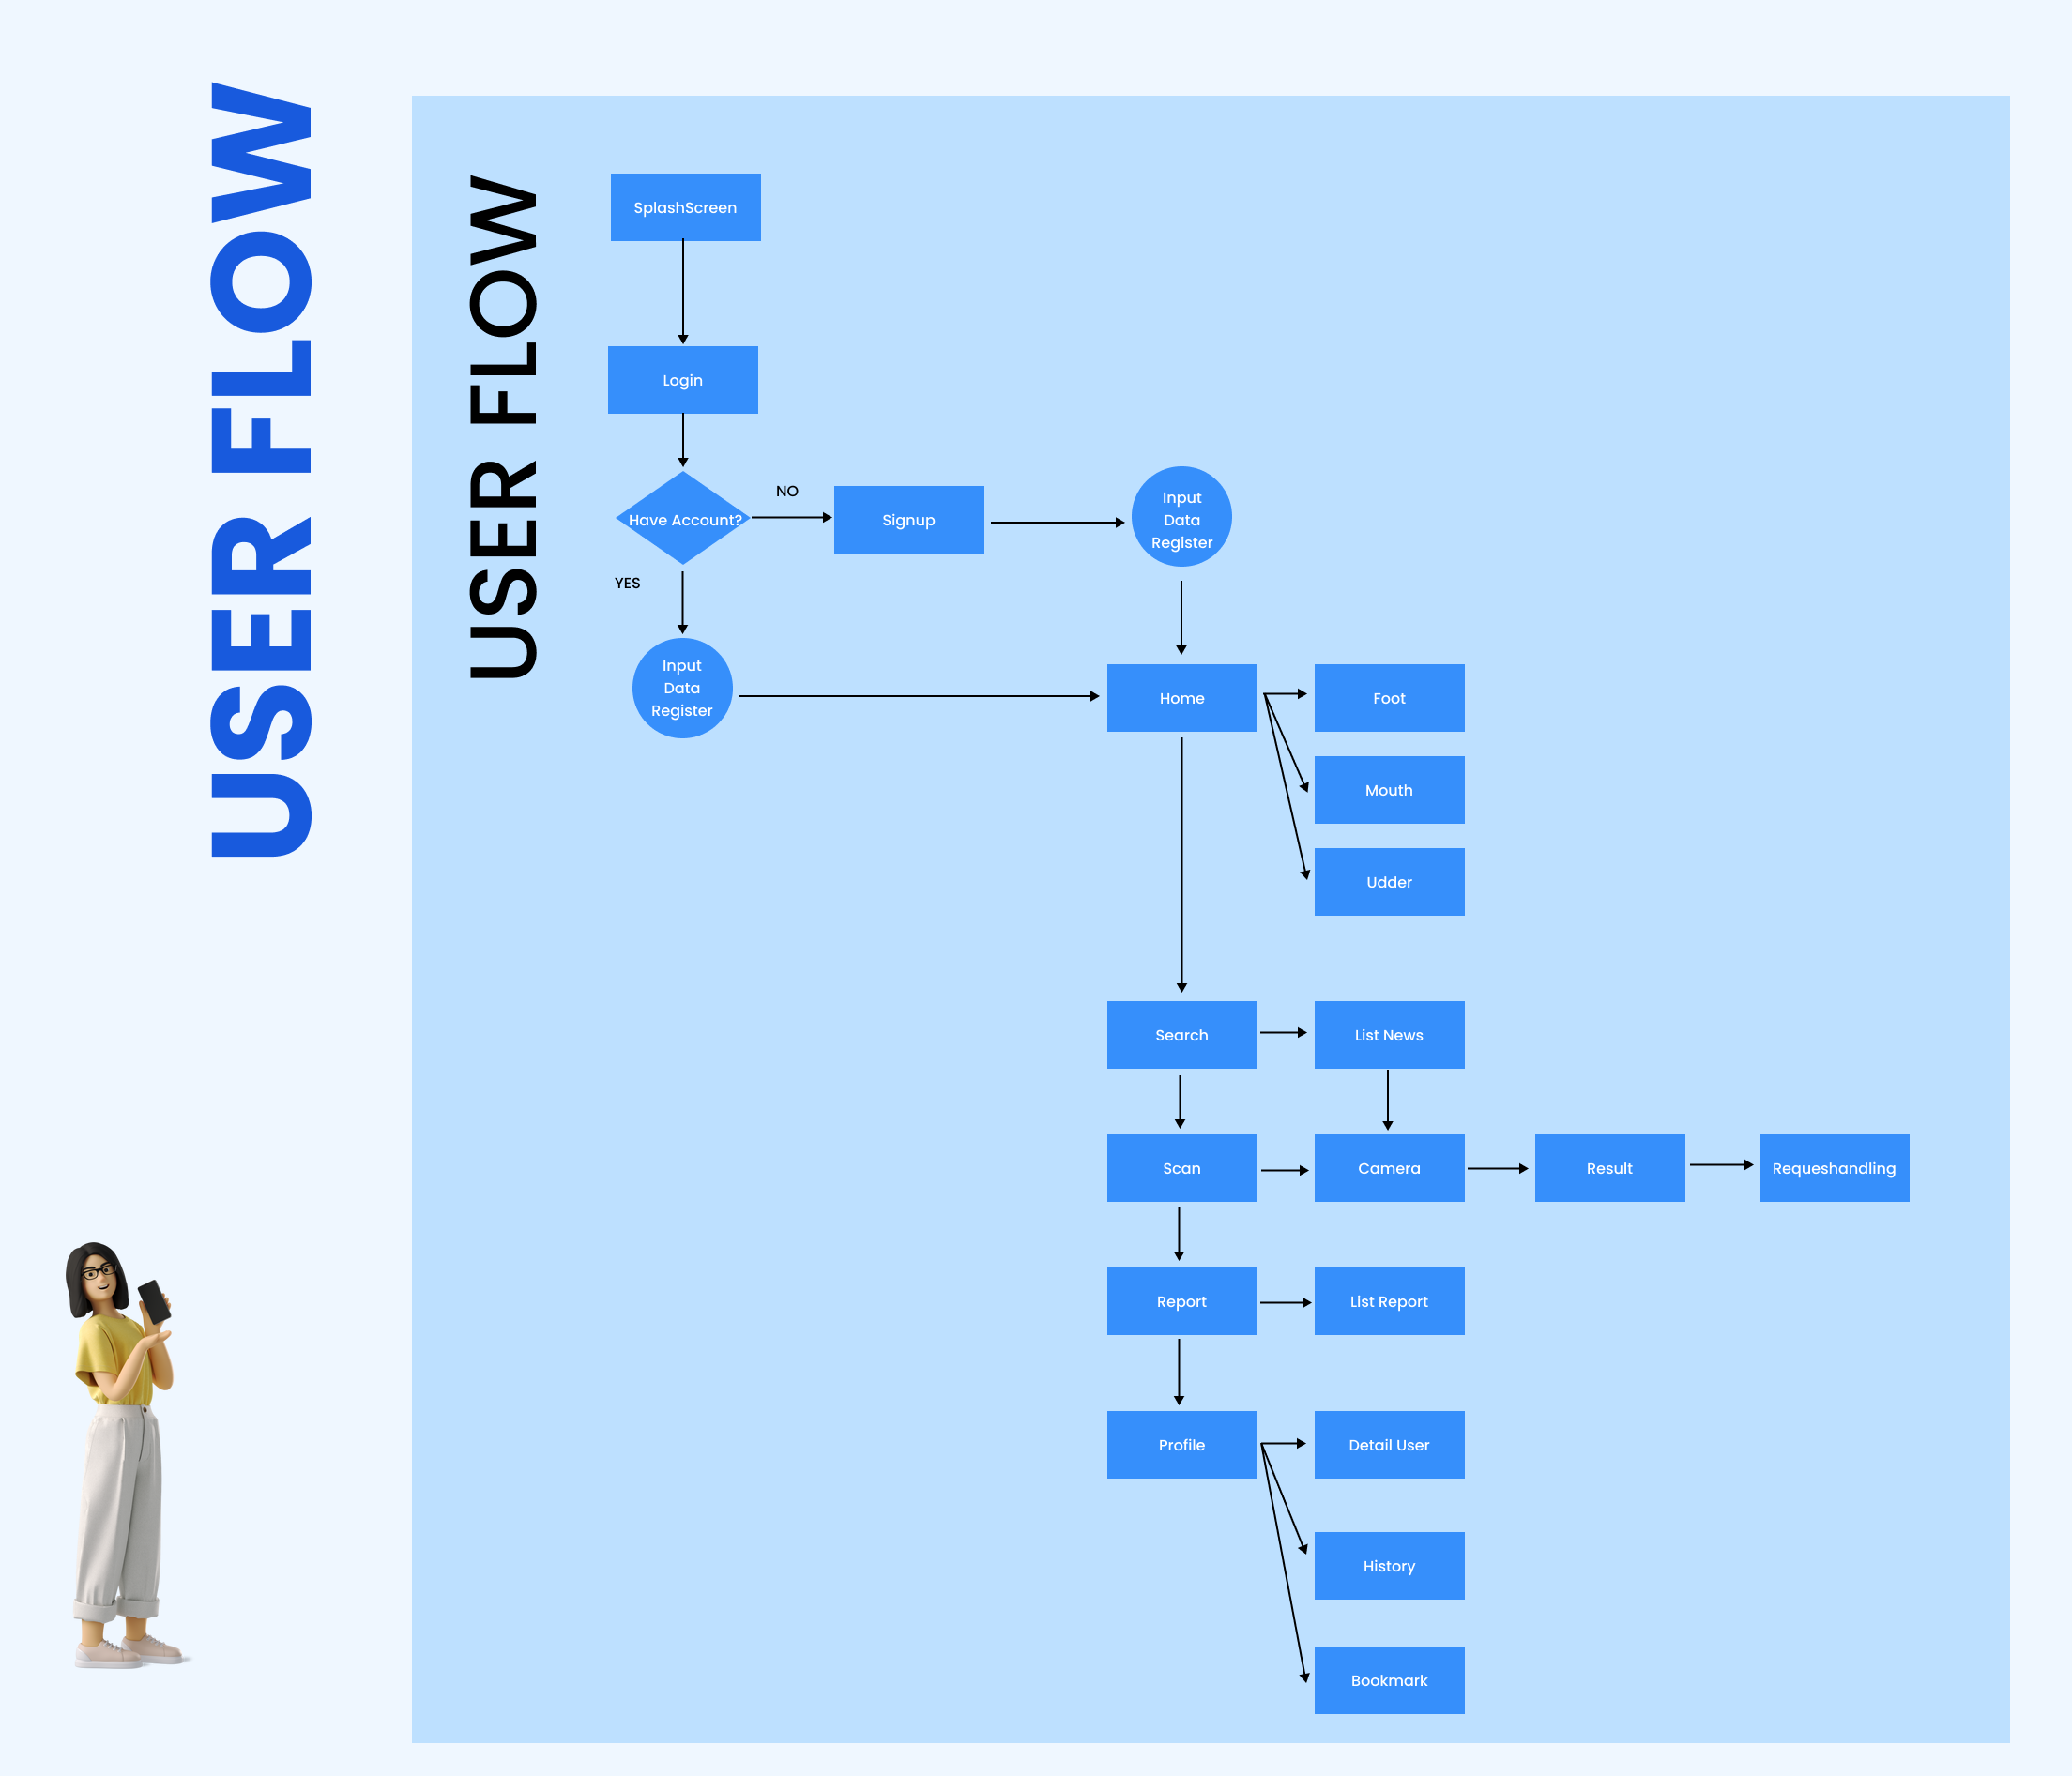 USER FLOW
USER FLOW
SplashScreen
Login
Have Account?
NO
Signup
Input
Data
Register
YES
Input
Data
Register
Home
Foot
Mouth
Udder
Search
List News
Scan
Camera
Result
Requeshandling
Report
List Report
Profile
Detail User
History
Bookmark